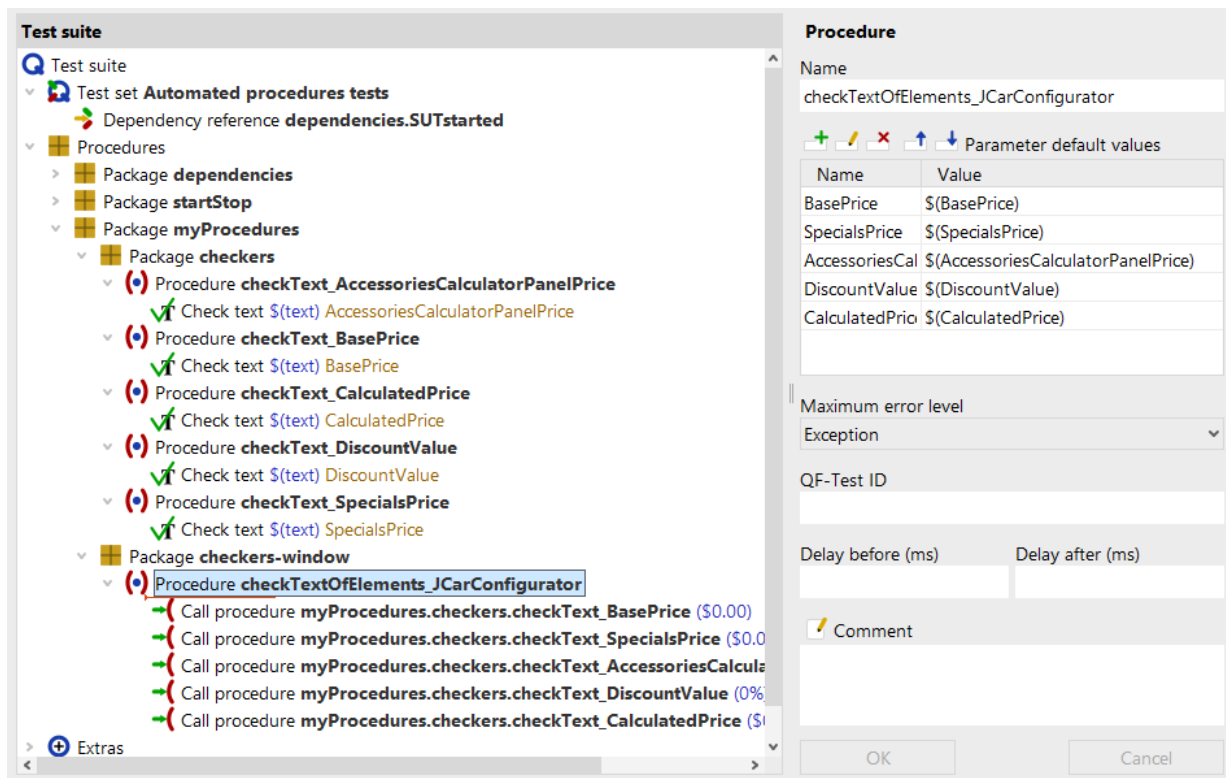 Test suite
Test suite
Test set Automated procedures tests
Dependency reference dependencies.SUTstarted
Procedures
Package dependencies
Package startStop
Package myProcedures
Package checkers
Procedure checkText_AccessoriesCalculatorPanelPrice
Check text $(text) AccessoriesCalculatorPanelPrice
Procedure checkText_BasePrice
Check text $(text) BasePrice
Procedure checkText_CalculatedPrice
Check text $(text) CalculatedPrice
Procedure checkText_DiscountValue
Check text $(text) DiscountValue
Procedure checkText_SpecialsPrice
Check text $(text) SpecialsPrice
Package checkers-window
Procedure checkTextOfElements_JCarConfigurator
Call procedure myProcedures.checkers.checkText_BasePrice ($0.00)
Call procedure myProcedures.checkers.checkText_SpecialsPrice ($0.0
Call procedure myProcedures.checkers.checkText_AccessoriesCalcula
Call procedure myProcedures.checkers.checkText_DiscountValue (0%
Call procedure myProcedures.checkers.checkText_CalculatedPrice ($
Extras
Procedure
Name
checkTextOfElements_JCarConfigurator
Parameter default values
Name Value
BasePrice $(BasePrice)
SpecialsPrice $(SpecialsPrice)
AccessoriesCal $(AccessoriesCalculatorPanelPrice)
DiscountValue $(DiscountValue)
CalculatedPric $(CalculatedPrice)
Maximum error level
Exception
QF-Test ID
Delay before (ms) Delay after (ms)
Comment
OK Cancel